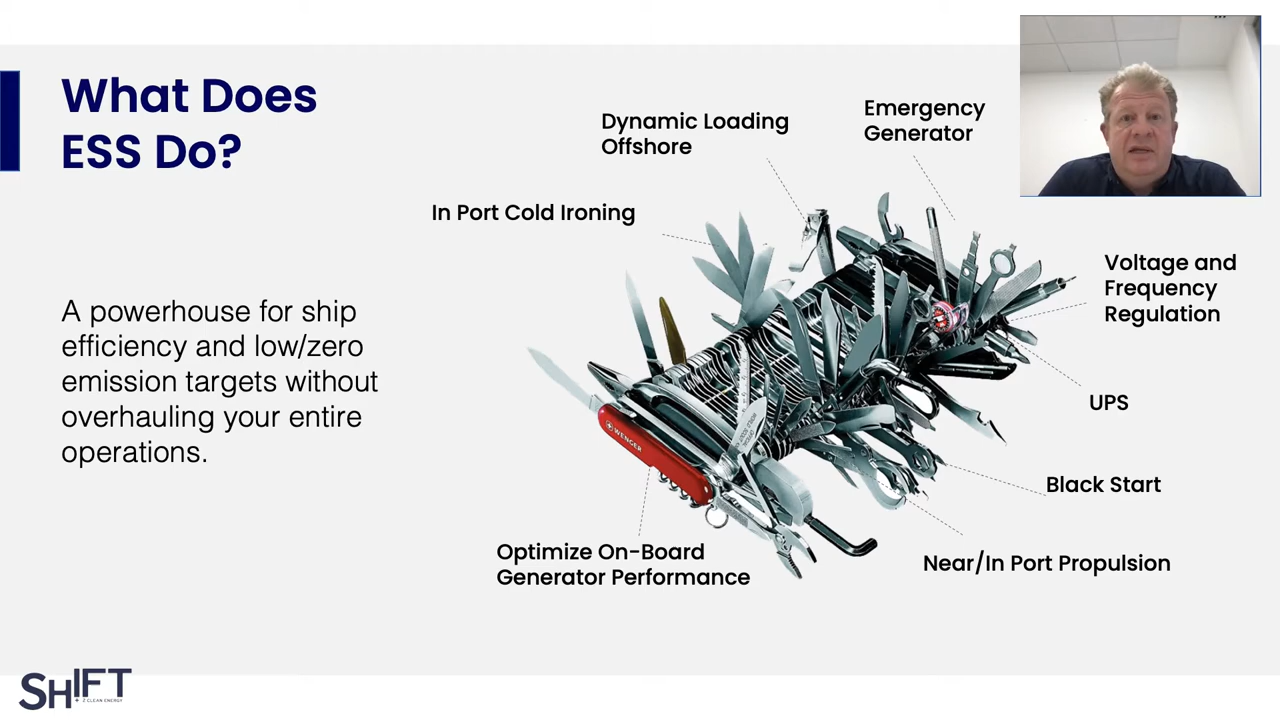 What Does
ESS Do?
A powerhouse for ship
efficiency and low/zero
emission targets without
overhauling your entire
operations.
Dynamic Loading
Offshore
Emergency
Generator
In Port Cold Ironing
Voltage and
Frequency
Regulation
UPS
Black Start
Near/In Port Propulsion
Optimize On-Board
Generator Performance
WENGER
SHIFT
CLEAN ENERGY